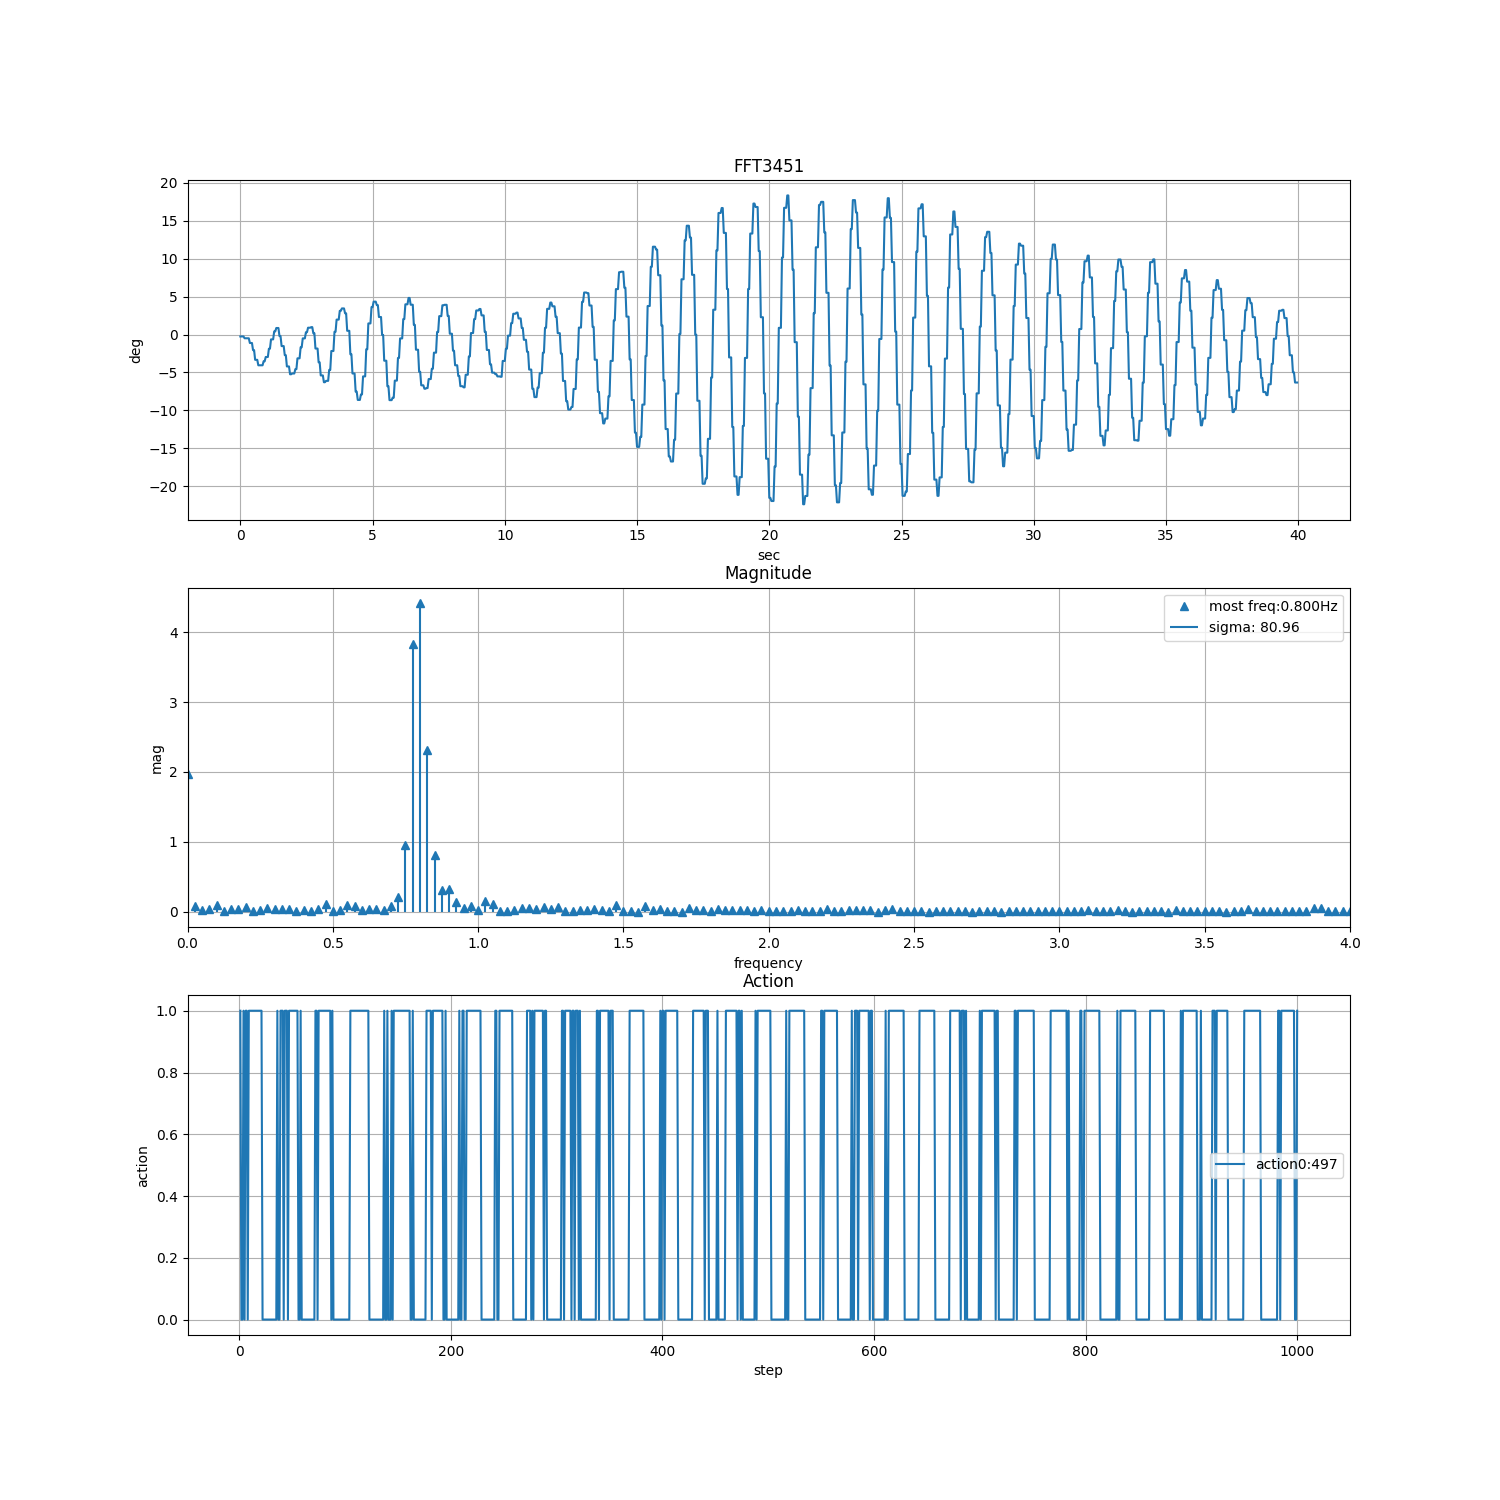 FFT3451
20
15
10
5
0
−5
−10
−15
−20
deg
0 5 10 15 20 25 30 35 40
sec
Magnitude
most freq:0.800Hz
sigma: 80.96
4
3
2
1
0
mag
0.0 0.5 1.0 1.5 2.0 2.5 3.0 3.5 4.0
frequency
Action
1.0
0.8
0.6
0.4
0.2
0.0
action
action0:497
0 200 400 600 800 1000
step